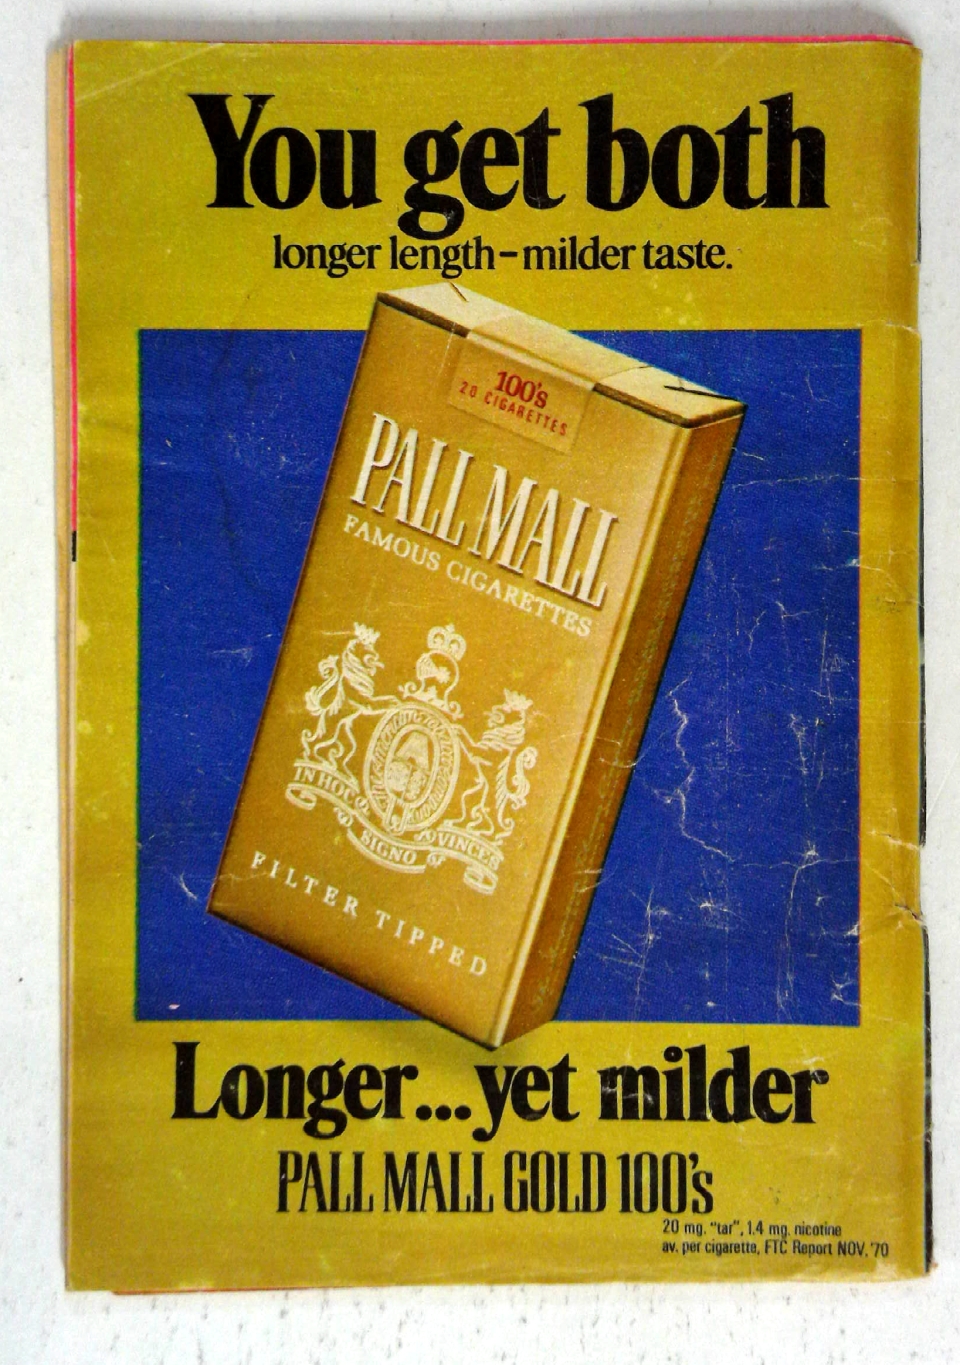 You get both
longer length–milder taste.
100's
20 CIGARETTES
PALL MALL
FAMOUS CIGARETTES
IN HOC
SIGNO
VINCES
FILTER TIPPED
Longer...yet milder
PALL MALL GOLD 100's
20 mg. "tar", 1.4 mg. nicotine
av. per cigarette, FTC Report NOV. '70